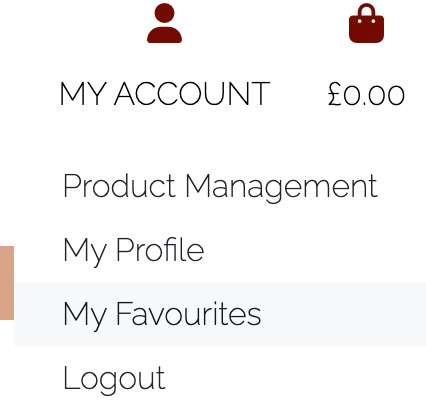 MY ACCOUNT £0.00
Product Management
My Profile
My Favourites
Logout